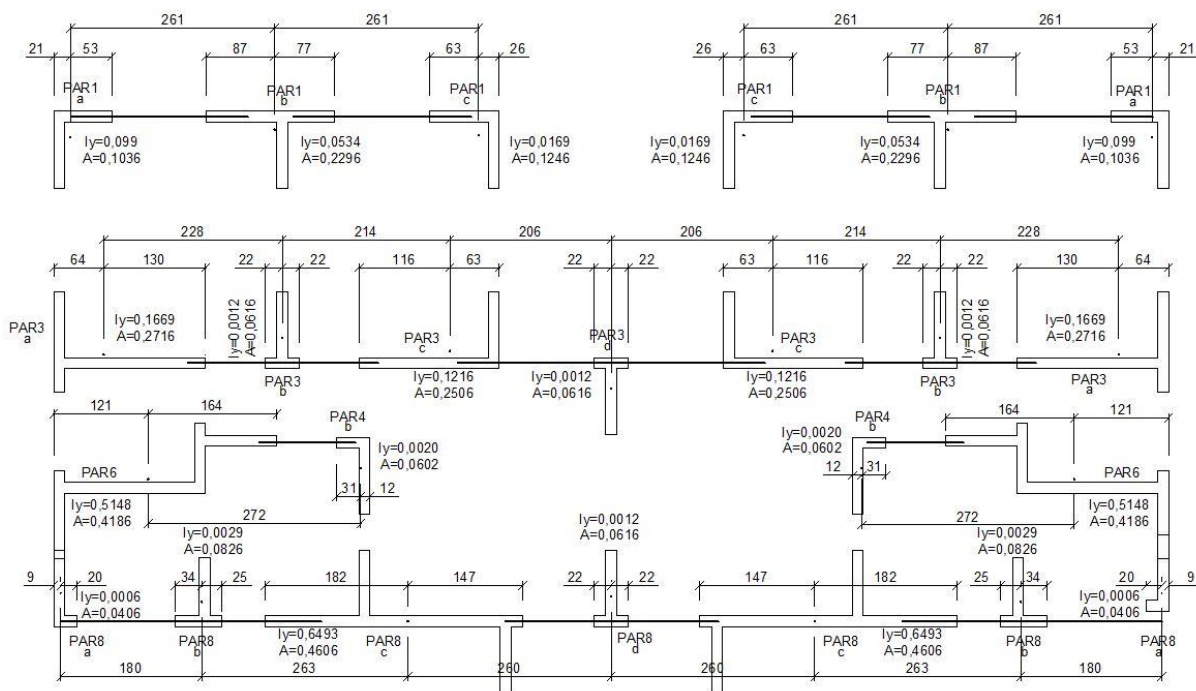 261 261 261 261
21 53 87 77 63 26 26 63 77 87 53 21
PAR1 a PAR1 b PAR1 c PAR1 c PAR1 b PAR1 a
Iy=0,099 Iy=0,0534 Iy=0,0169 Iy=0,0169 Iy=0,0534 Iy=0,099
A=0,1036 A=0,2296 A=0,1246 A=0,1246 A=0,2296 A=0,1036
228 214 206 206 214 228
64 130 22 22 116 63 22 22 63 116 22 22 130 64
Iy=0,0012 Iy=0,0012
A=0,0616 A=0,0616
PAR3 a Iy=0,1669 PAR3 c PAR3 d PAR3 c Iy=0,1669
A=0,2716 A=0,2716
PAR3 b Iy=0,1216 Iy=0,0012 Iy=0,1216 PAR3 b PAR3 a
A=0,2506 A=0,0616 A=0,2506
121 164 164 121
PAR4 b PAR4 b
Iy=0,0020 Iy=0,0020
A=0,0602 A=0,0602
PAR6 31 12 12 31 PAR6
Iy=0,5148 Iy=0,5148
A=0,4186 A=0,4186
272 272
Iy=0,0029 Iy=0,0012 Iy=0,0029
A=0,0826 A=0,0616 A=0,0826
9 20 34 25 182 147 22 22 147 182 25 34 20 9
Iy=0,0006 Iy=0,0006
A=0,0406 A=0,0406
PAR8 a PAR8 b Iy=0,6493 PAR8 c PAR8 d PAR8 c Iy=0,6493 PAR8 b PAR8 a
A=0,4606 A=0,4606
180 263 260 260 263 180